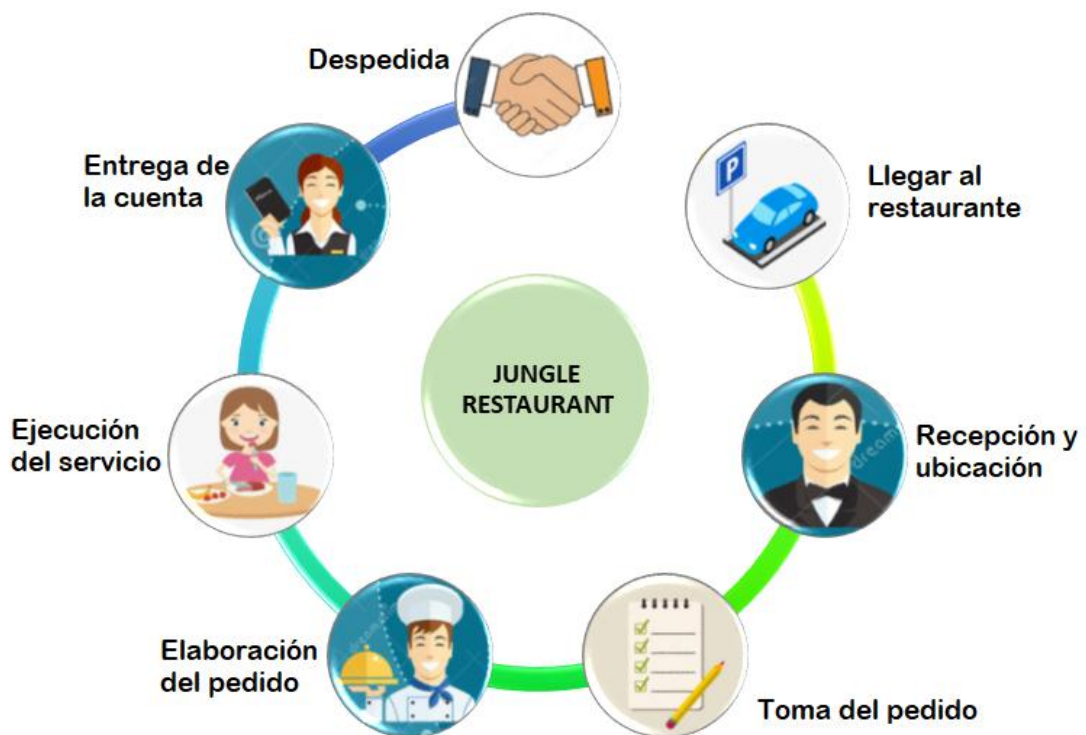 Despedida
Entrega de
la cuenta
Llegar al
restaurante
P
JUNGLE
RESTAURANT
Ejecución
del servicio
Recepción y
ubicación
Elaboración
del pedido
Toma del pedido